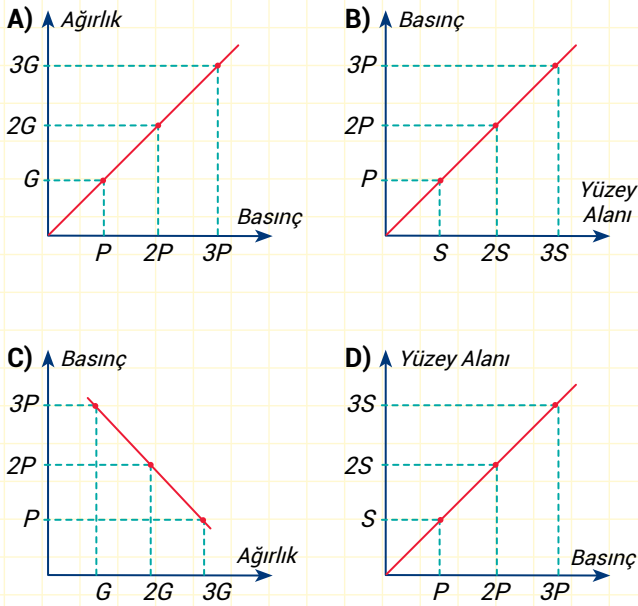 A) Ağırlık
3G
2G
G
Basınç
P 2P 3P
B) Basınç
3P
2P
P
Yüzey
Alanı
S 2S 3S
C) Basınç
3P
2P
P
Ağırlık
G 2G 3G
D) Yüzey Alanı
3S
2S
S
Basınç
P 2P 3P